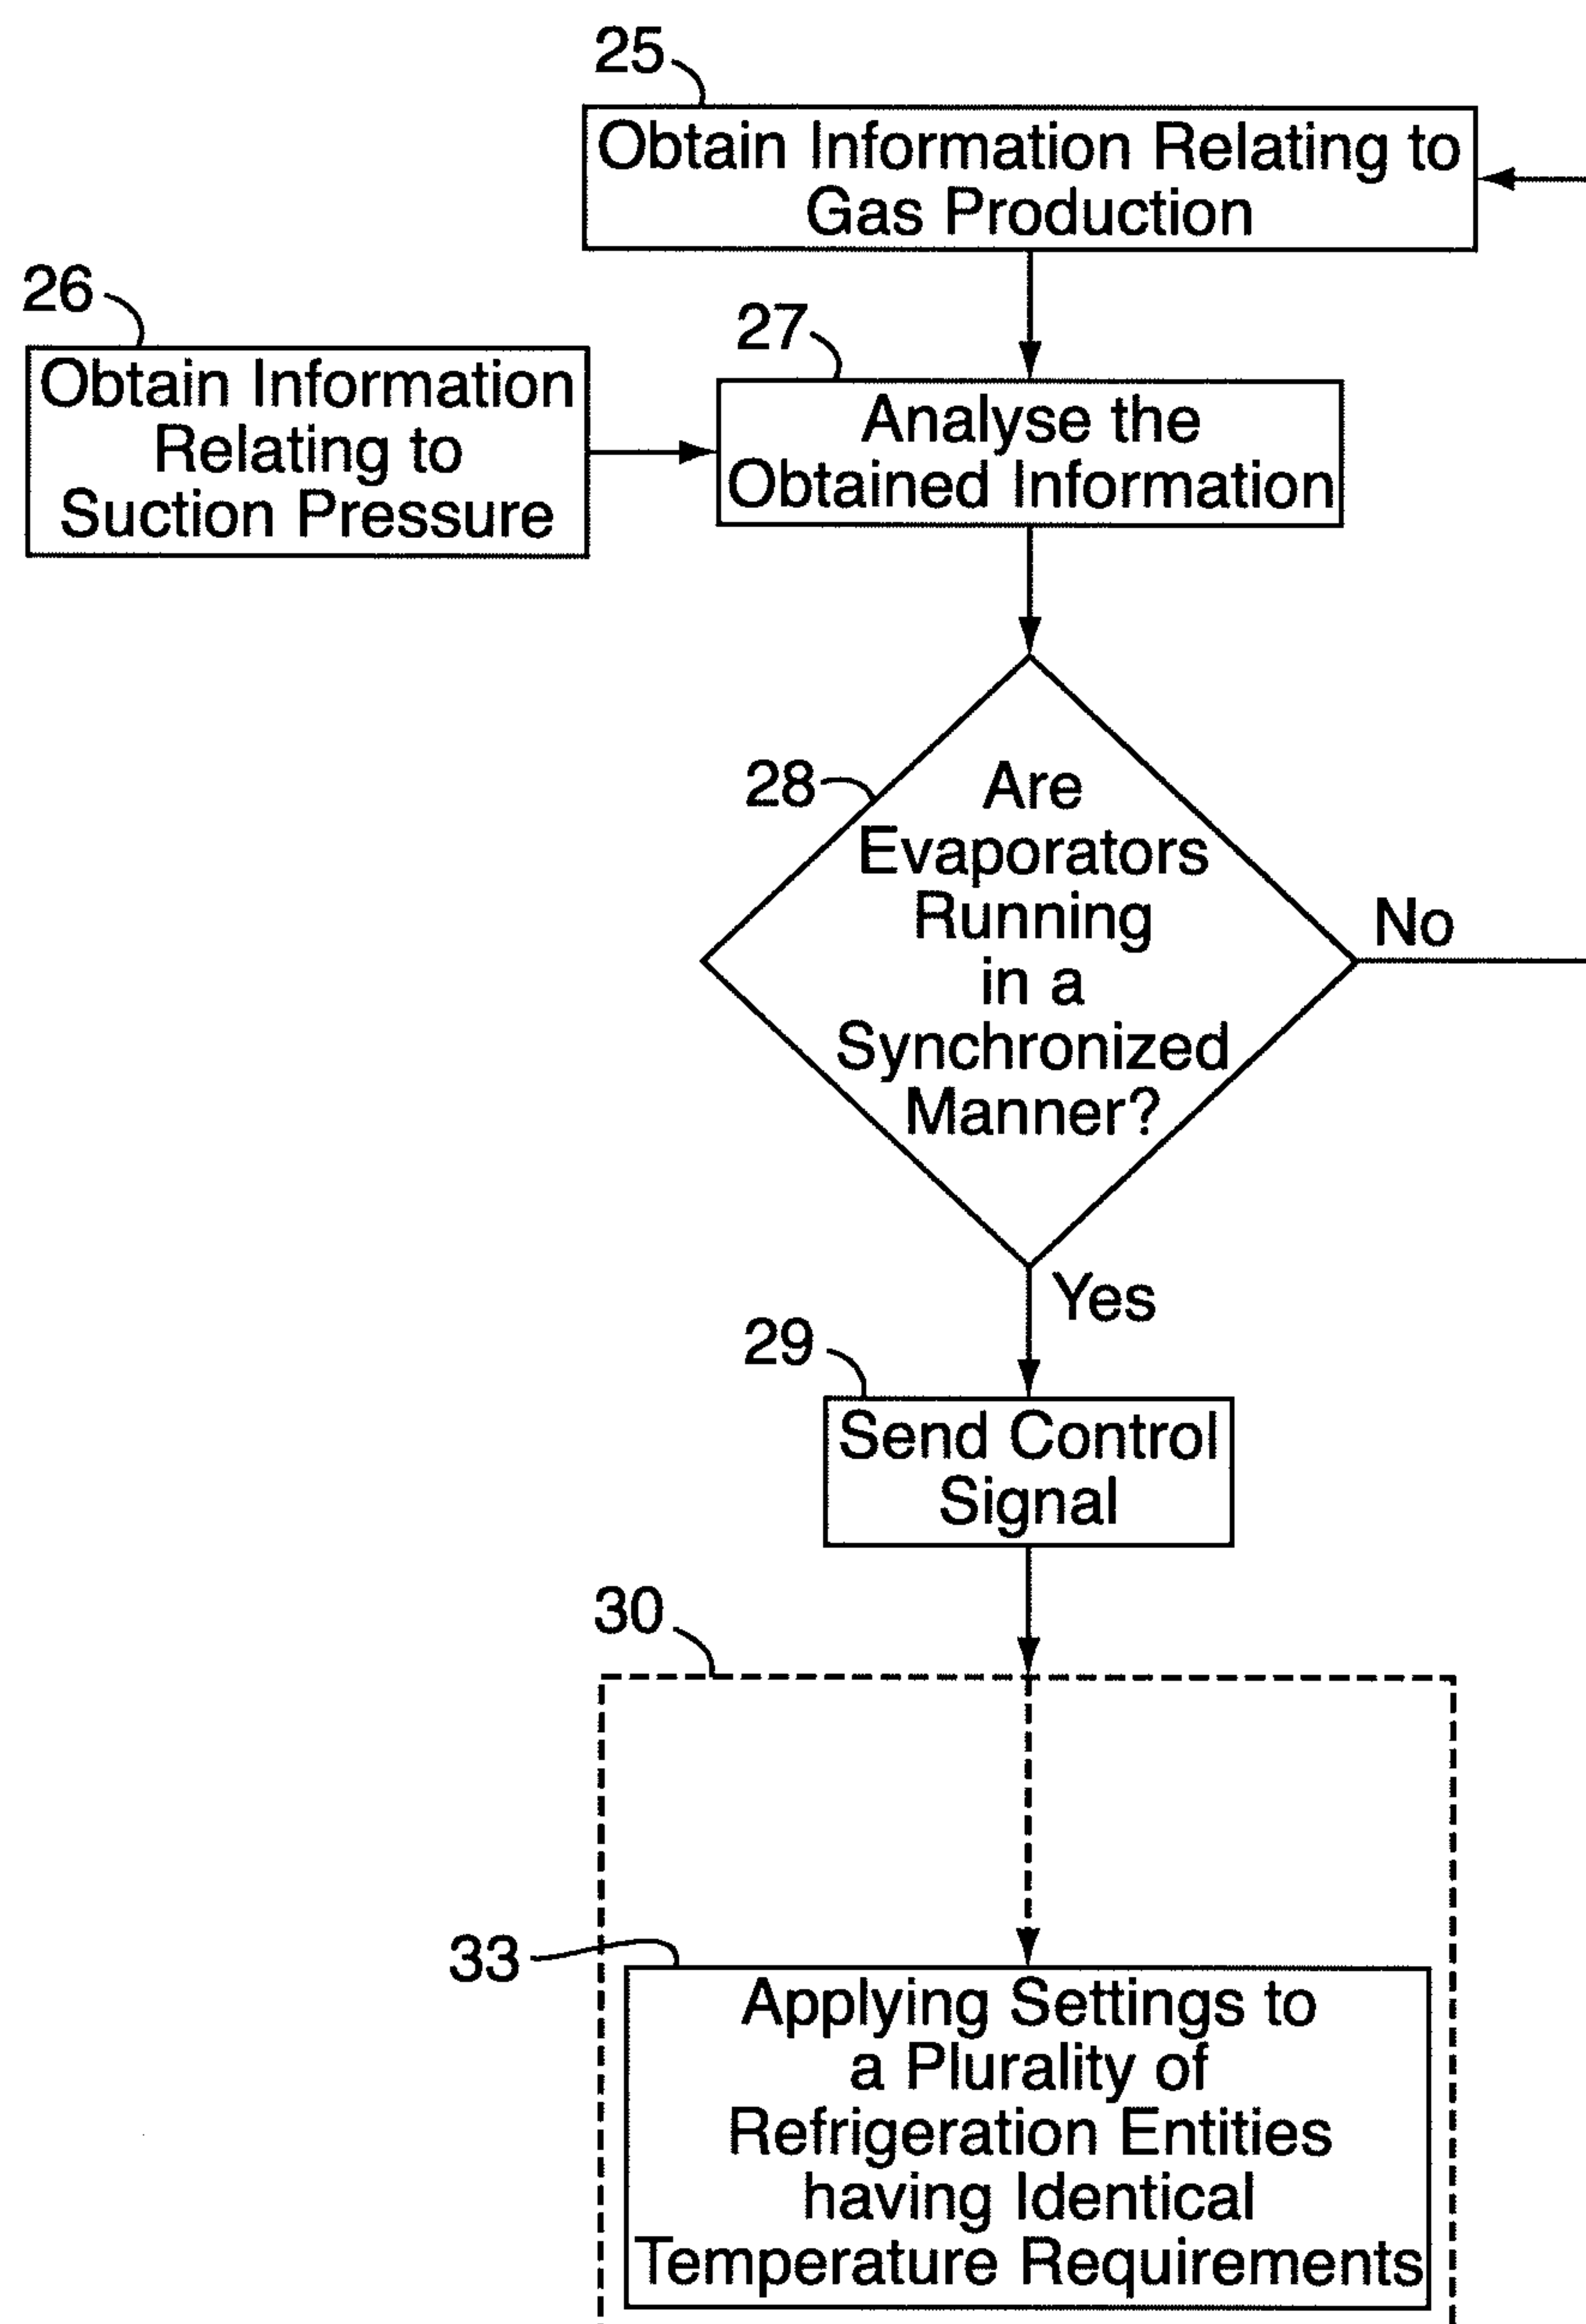 25
Obtain Information Relating to
Gas Production
26
Obtain Information
Relating to
Suction Pressure
27
Analyse the
Obtained Information
28
Are
Evaporators
Running
in a
Synchronized
Manner?
No
Yes
29
Send Control
Signal
30
33
Applying Settings to
a Plurality of
Refrigeration Entities
having Identical
Temperature Requirements